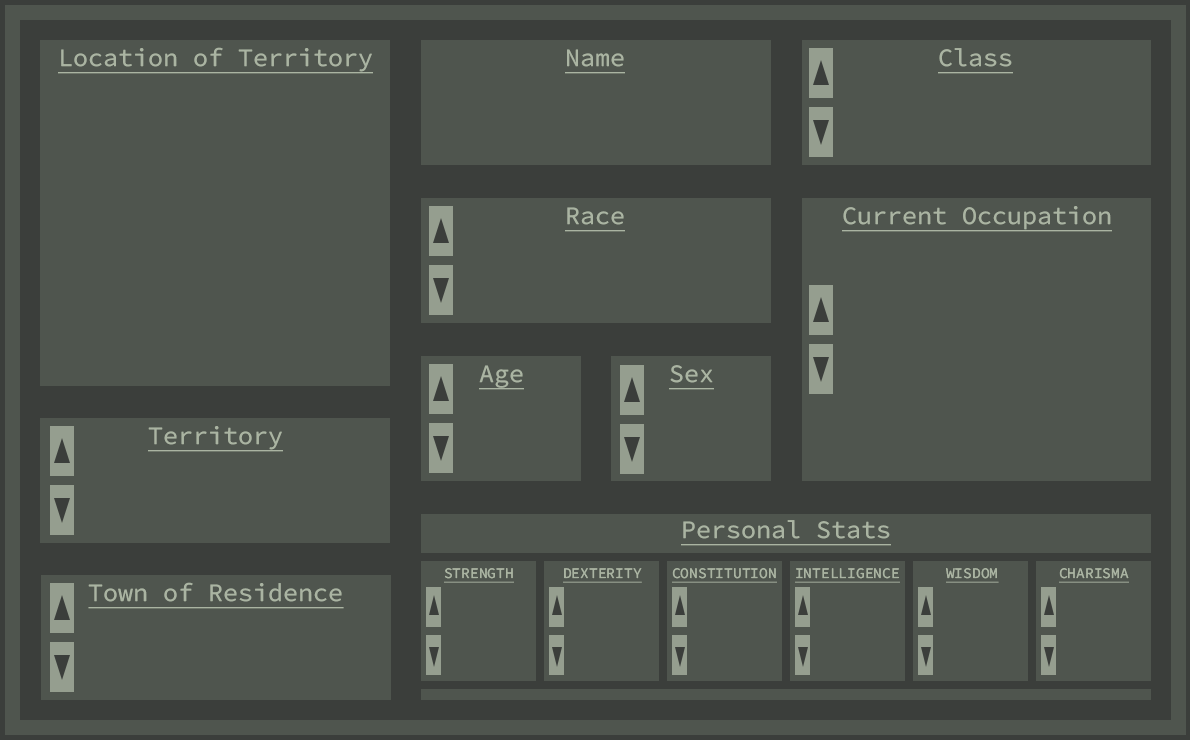 Location of Territory
Name
Class
Race
Current Occupation
Age
Sex
Territory
Personal Stats
STRENGTH
DEXTERITY
CONSTITUTION
INTELLIGENCE
WISDOM
CHARISMA
Town of Residence